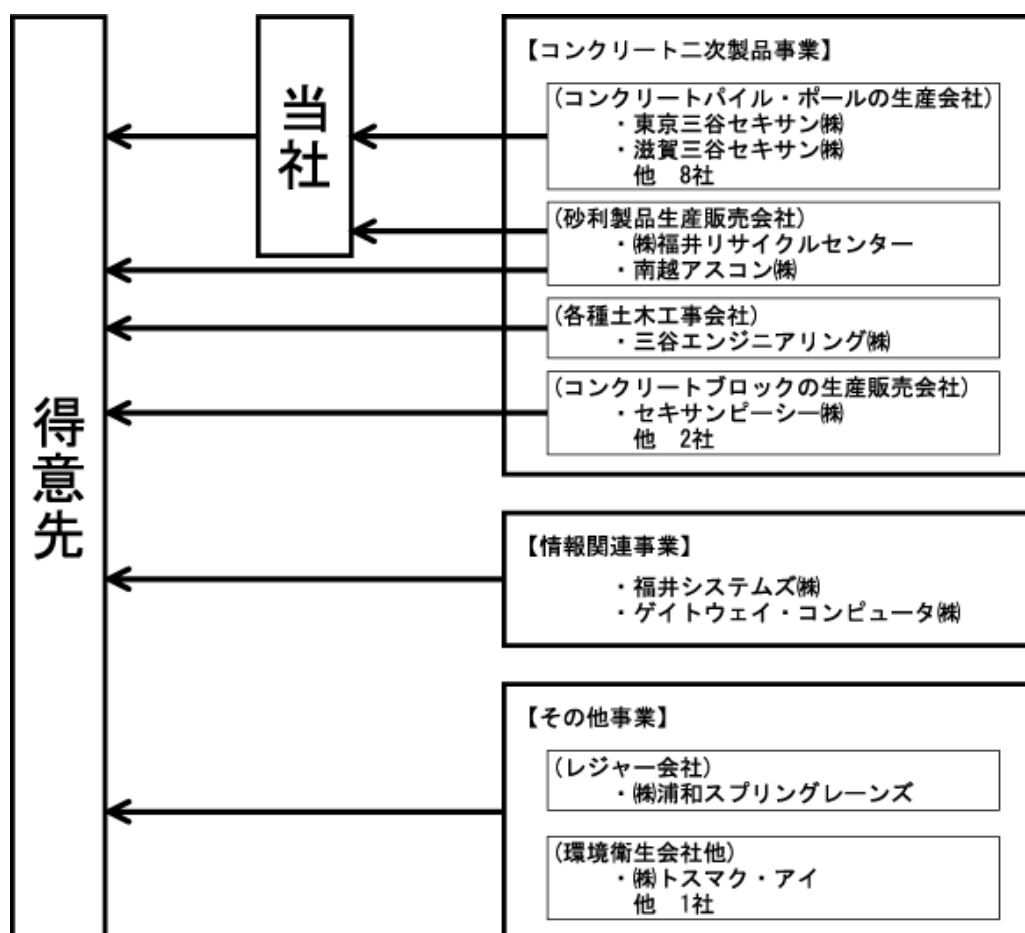 得意先
当社
【コンクリート二次製品事業】
(コンクリートパイル・ポールの生産会社)
・東京三谷セキサン㈱
・滋賀三谷セキサン㈱
他 8社
(砂利製品生産販売会社)
・㈱福井リサイクルセンター
・南越アスコン㈱
(各種土木工事会社)
・三谷エンジニアリング㈱
(コンクリートブロックの生産販売会社)
・セキサンピーシー㈱
他 2社
【情報関連事業】
・福井システムズ㈱
・ゲイトウェイ・コンピュータ㈱
【その他事業】
(レジャー会社)
・㈱浦和スプリングレーンズ
(環境衛生会社他)
・㈱トスマク・アイ
他 1社